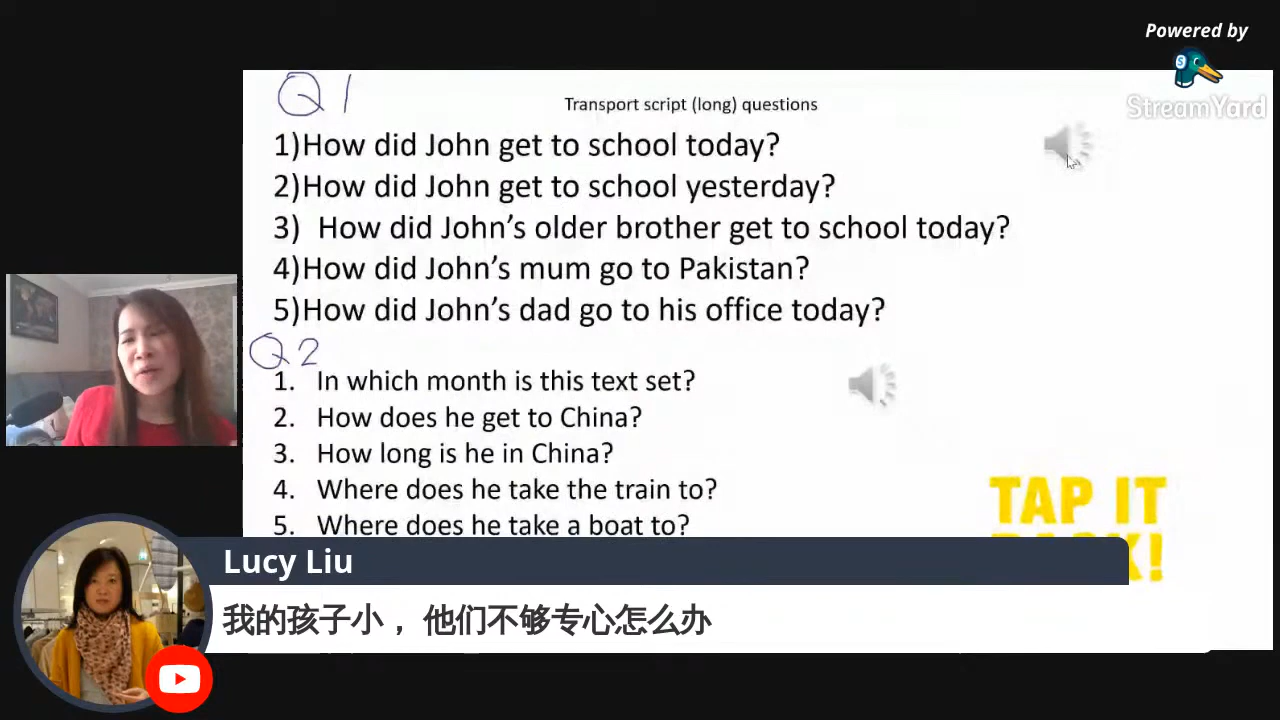 Powered by
StreamYard
Q1
Transport script (long) questions
1)How did John get to school today?
2)How did John get to school yesterday?
3) How did John's older brother get to school today?
4)How did John's mum go to Pakistan?
5)How did John's dad go to his office today?
Q2
1. In which month is this text set?
2. How does he get to China?
3. How long is he in China?
4. Where does he take the train to?
5. Where does he take a boat to?
TAP IT
Lucy Liu
我的孩子小， 他们不够专心怎么办